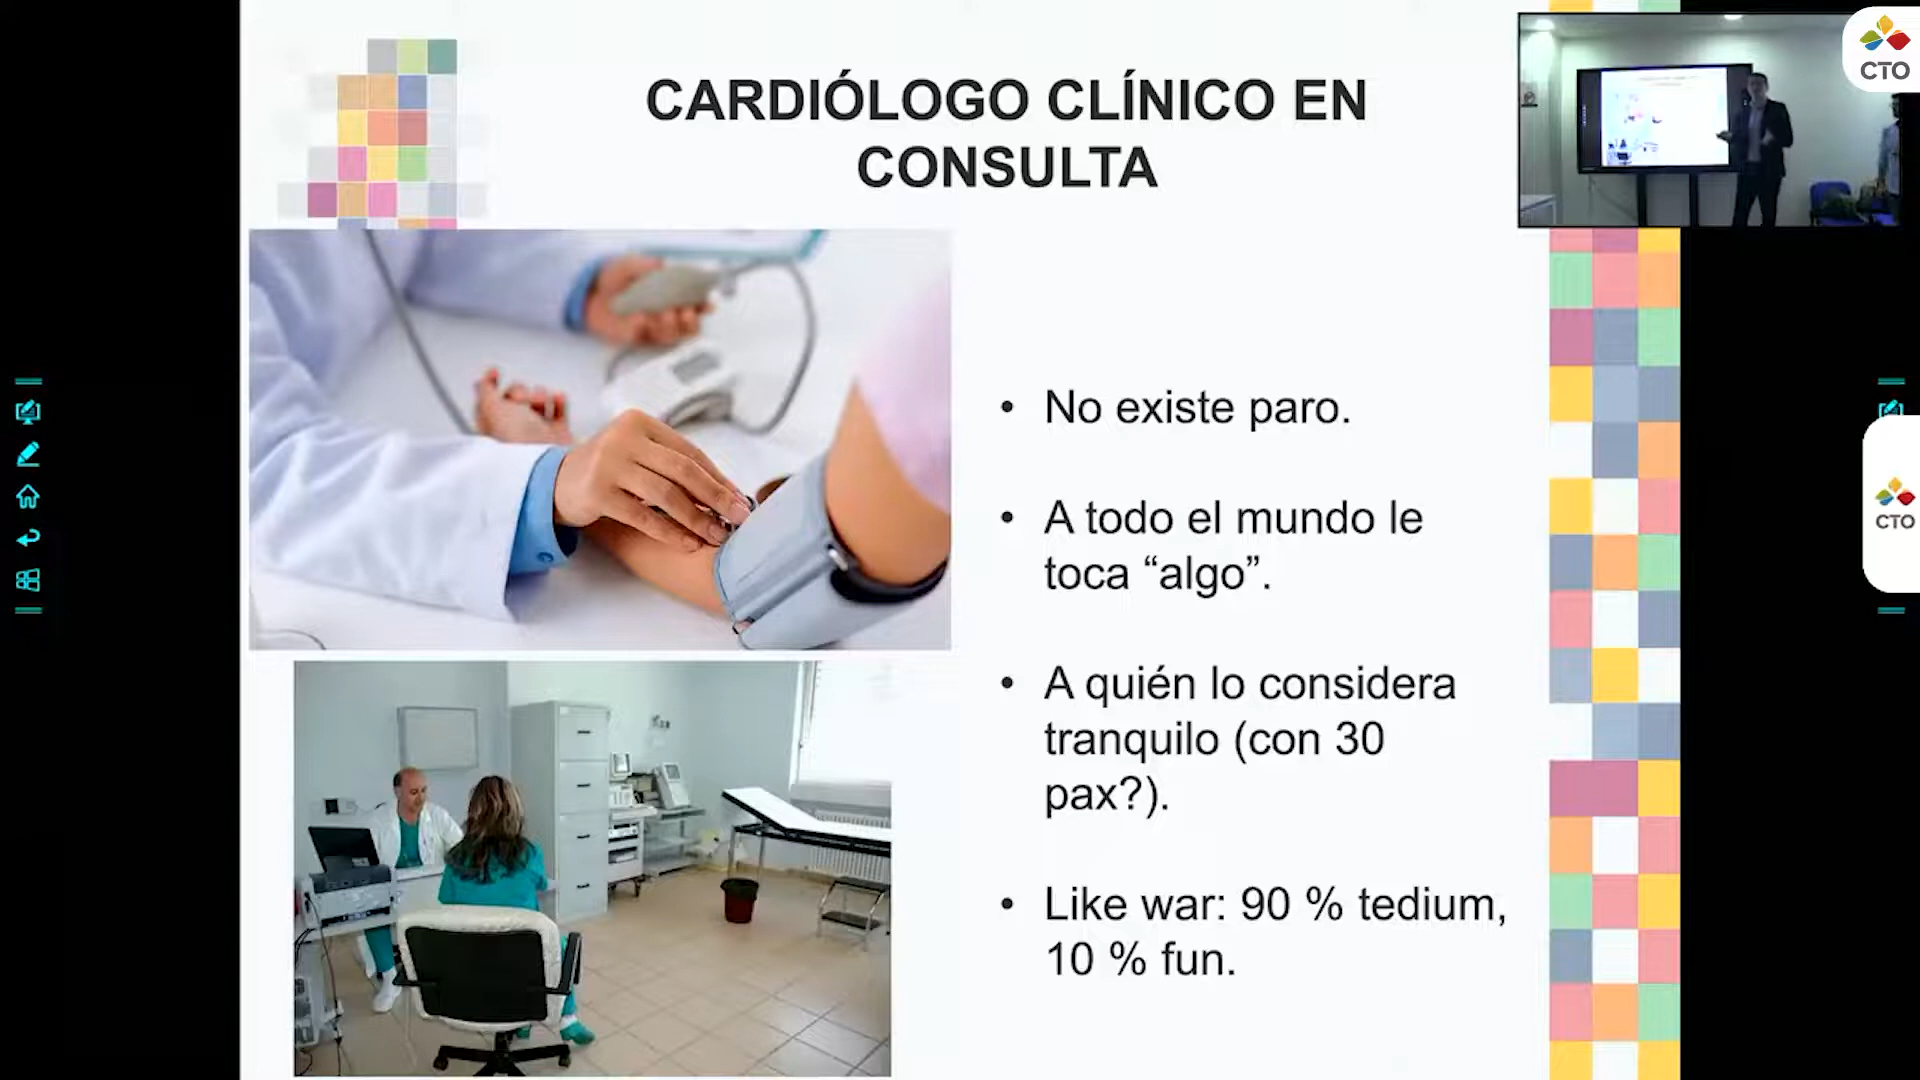 CARDIÓLOGO CLÍNICO EN
CONSULTA
CTO
• No existe paro.
• A todo el mundo le
toca “algo”.
CTO
• A quién lo considera
tranquilo (con 30
pax?).
• Like war: 90 % tedium,
10 % fun.